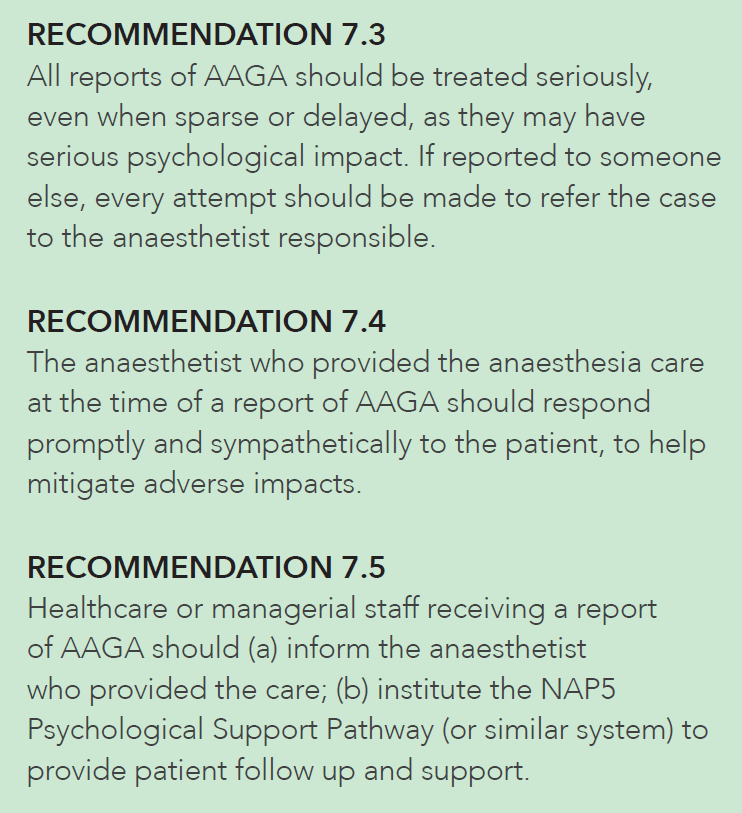 RECOMMENDATION 7.3
All reports of AAGA should be treated seriously,
even when sparse or delayed, as they may have
serious psychological impact. If reported to someone
else, every attempt should be made to refer the case
to the anaesthetist responsible.
RECOMMENDATION 7.4
The anaesthetist who provided the anaesthesia care
at the time of a report of AAGA should respond
promptly and sympathetically to the patient, to help
mitigate adverse impacts.
RECOMMENDATION 7.5
Healthcare or managerial staff receiving a report
of AAGA should (a) inform the anaesthetist
who provided the care; (b) institute the NAP5
Psychological Support Pathway (or similar system) to
provide patient follow up and support.